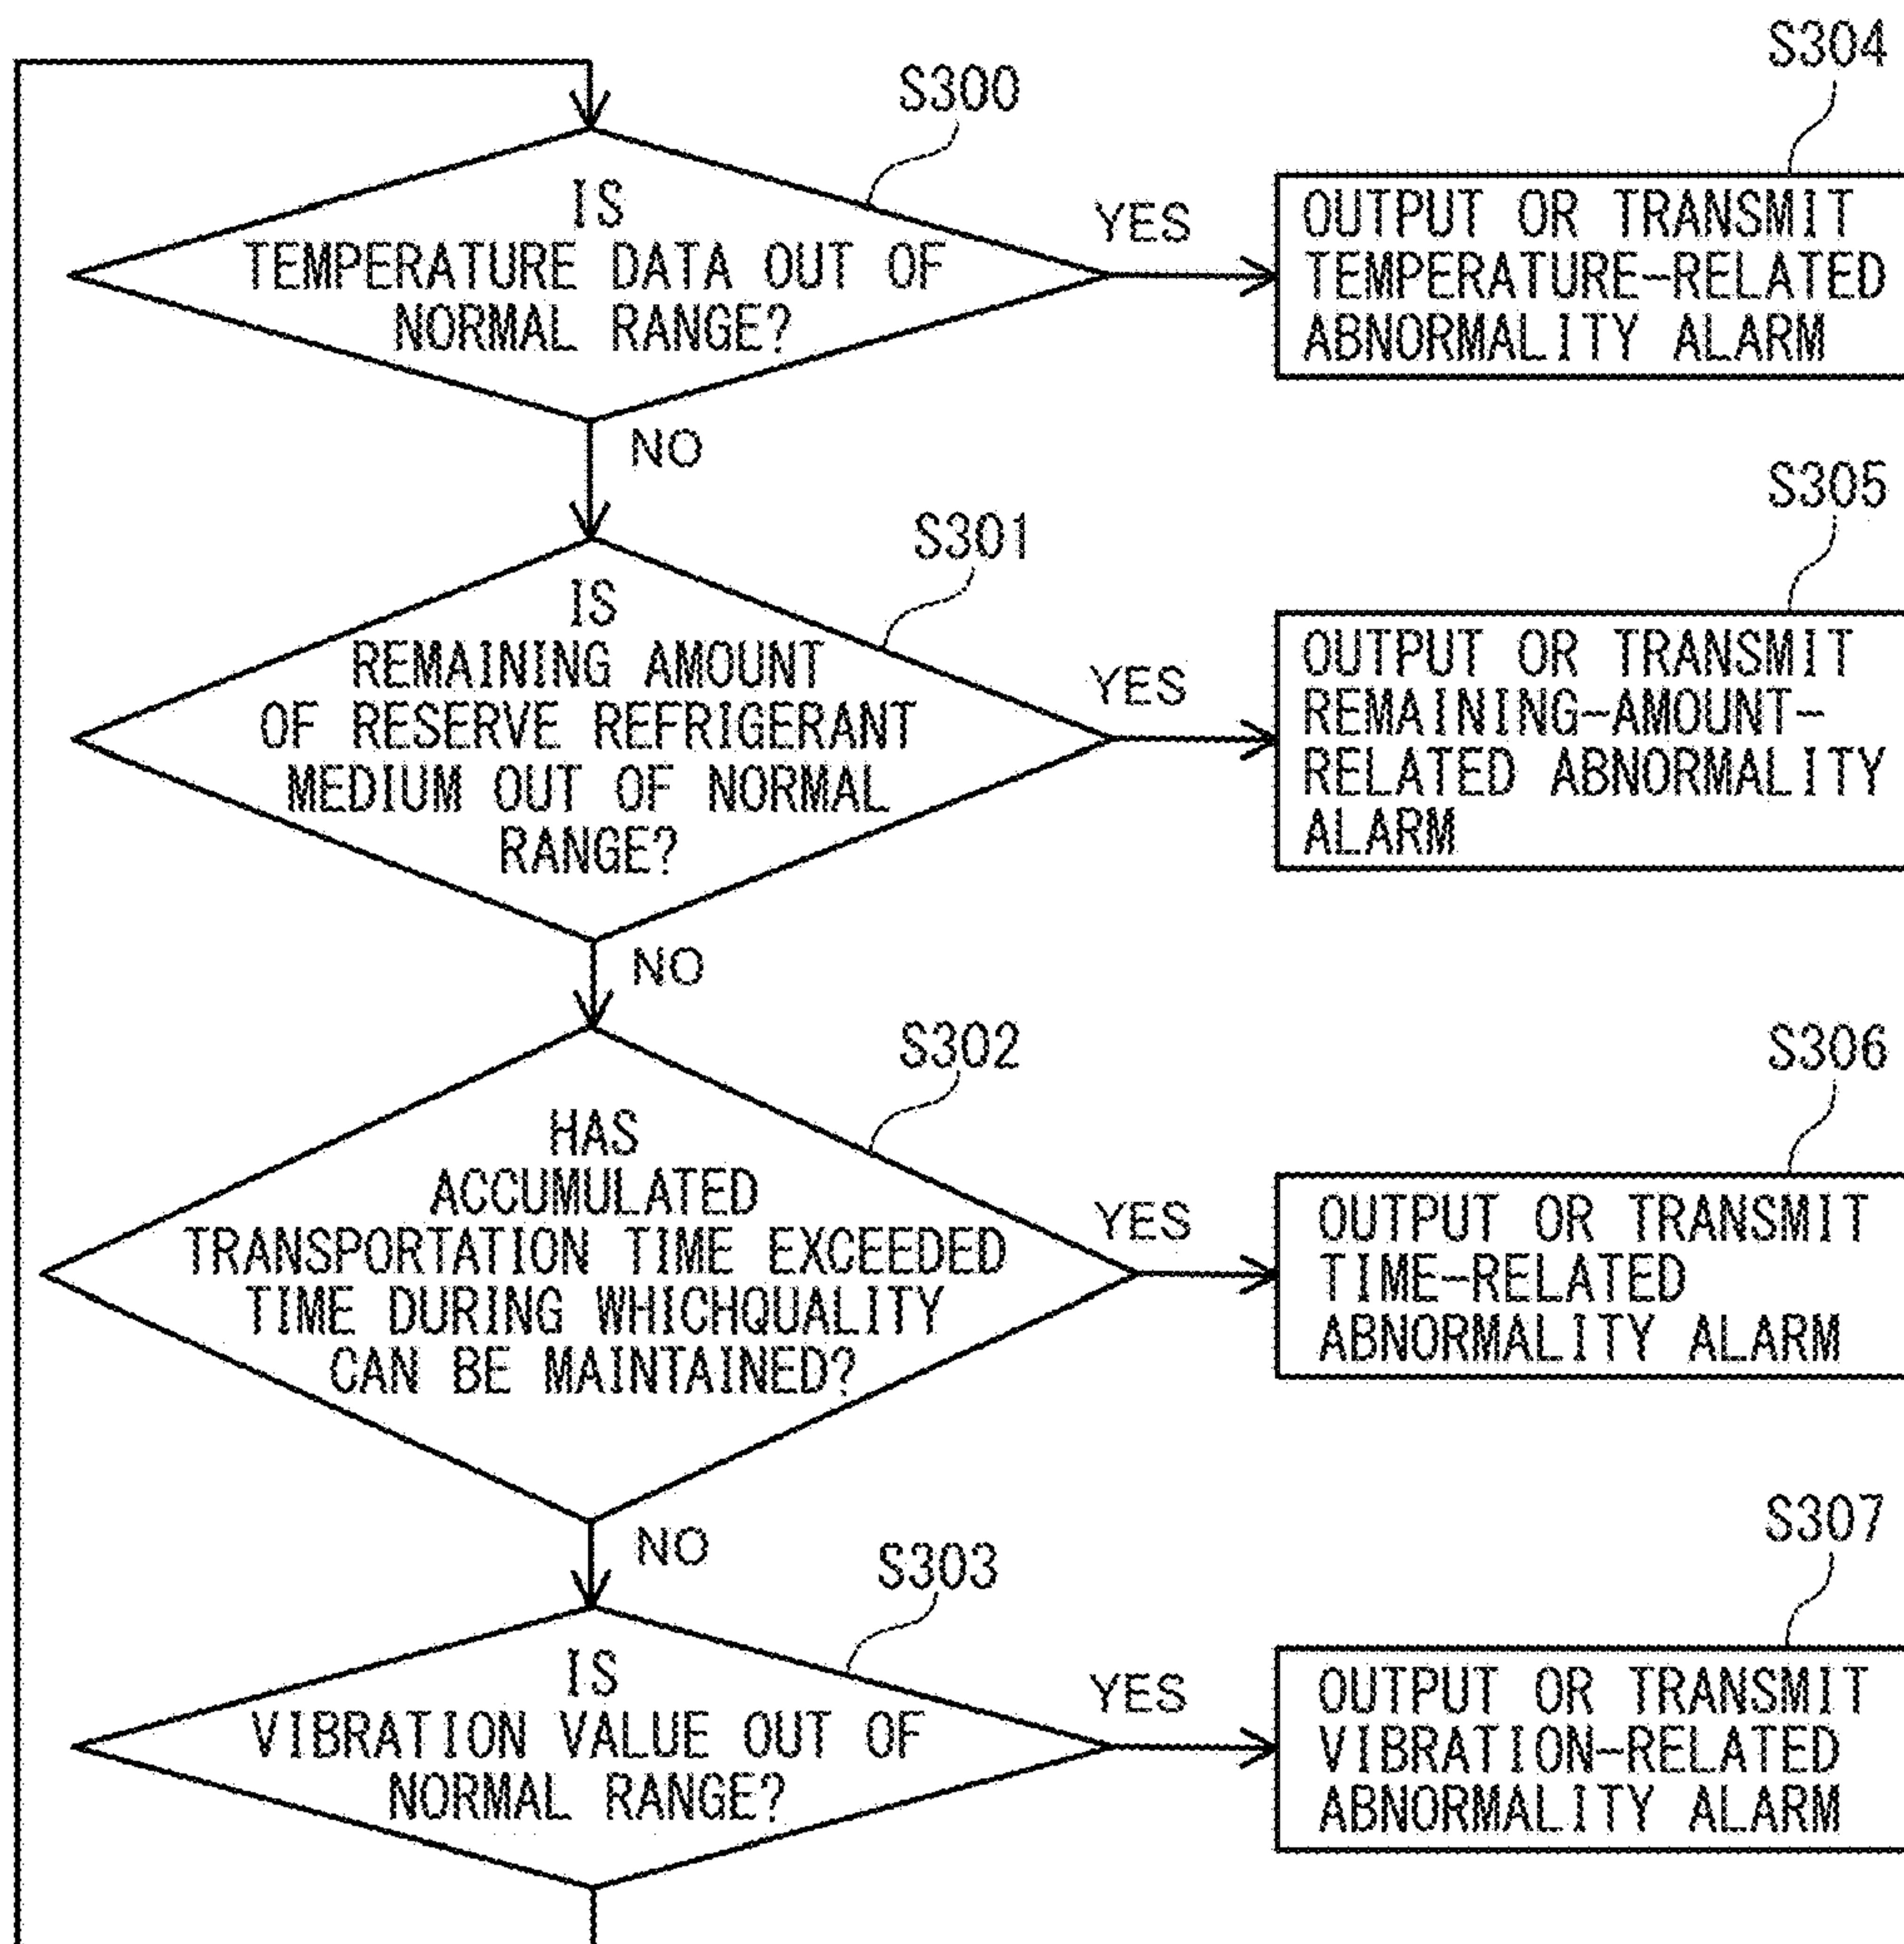 S300
IS
TEMPERATURE DATA OUT OF
NORMAL RANGE?
YES
S304
OUTPUT OR TRANSMIT
TEMPERATURE-RELATED
ABNORMALITY ALARM
NO
S301
IS
REMAINING AMOUNT
OF RESERVE REFRIGERANT
MEDIUM OUT OF NORMAL
RANGE?
YES
S305
OUTPUT OR TRANSMIT
REMAINING-AMOUNT-
RELATED ABNORMALITY
ALARM
NO
S302
HAS
ACCUMULATED
TRANSPORTATION TIME EXCEEDED
TIME DURING WHICHQUALITY
CAN BE MAINTAINED?
YES
S306
OUTPUT OR TRANSMIT
TIME-RELATED
ABNORMALITY ALARM
NO
S303
IS
VIBRATION VALUE OUT OF
NORMAL RANGE?
YES
S307
OUTPUT OR TRANSMIT
VIBRATION-RELATED
ABNORMALITY ALARM